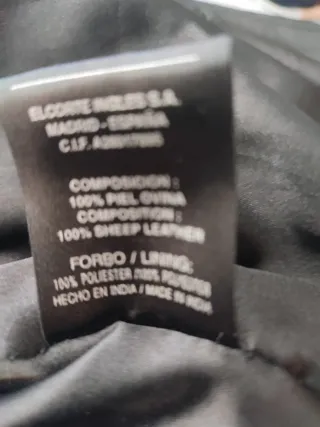 EL CORTE INGLES S.A.
MADRID - ESPAÑA
C.I.F.
COMPOSICION :
100% PIEL OVINA
COMPOSITION :
100% SHEEP LEATHER
FORRO / LINING:
100% POLIESTER /100% POLYESTER
HECHO EN INDIA / MADE IN INDIA